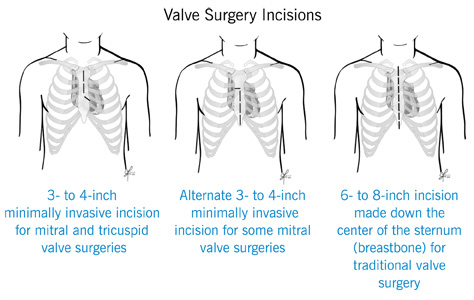 Valve Surgery Incisions
3- to 4-inch
minimally invasive incision
for mitral and tricuspid
valve surgeries
Alternate 3- to 4-inch
minimally invasive
incision for some mitral
valve surgeries
6- to 8-inch incision
made down the
center of the sternum
(breastbone) for
traditional valve
surgery